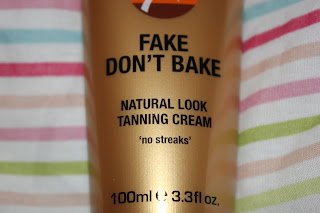 FAKE
DON'T BAKE
NATURAL LOOK
TANNING CREAM
'no streaks'
100ml e 3.3fl oz.